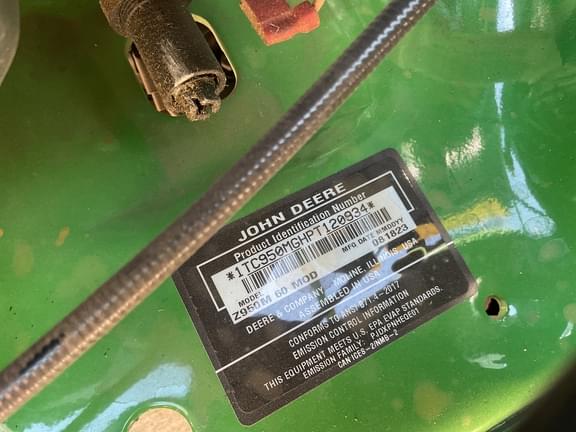 JOHN DEERE
Product Identification Number
*1TC950MGHPT120934*
MODEL
MFG DATE MMDDYY
Z950M 60 MOD
081823
DEERE & COMPANY MOLINE, ILLINOIS USA
ASSEMBLED IN USA
CONFORMS TO ANSI B71.4-2017
EMISSION CONTROL INFORMATION
THIS EQUIPMENT MEETS U.S. EPA EVAP STANDARDS.
EMISSION FAMILY:
CAN ICES-2/NMB-2